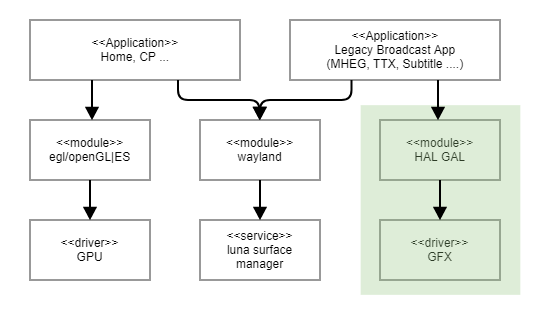 <<Application>>
Home, CP ...
<<Application>>
Legacy Broadcast App
(MHEG, TTX, Subtitle ....)
<<module>>
egl/openGL|ES
<<module>>
wayland
<<module>>
HAL GAL
<<driver>>
GPU
<<service>>
luna surface
manager
<<driver>>
GFX